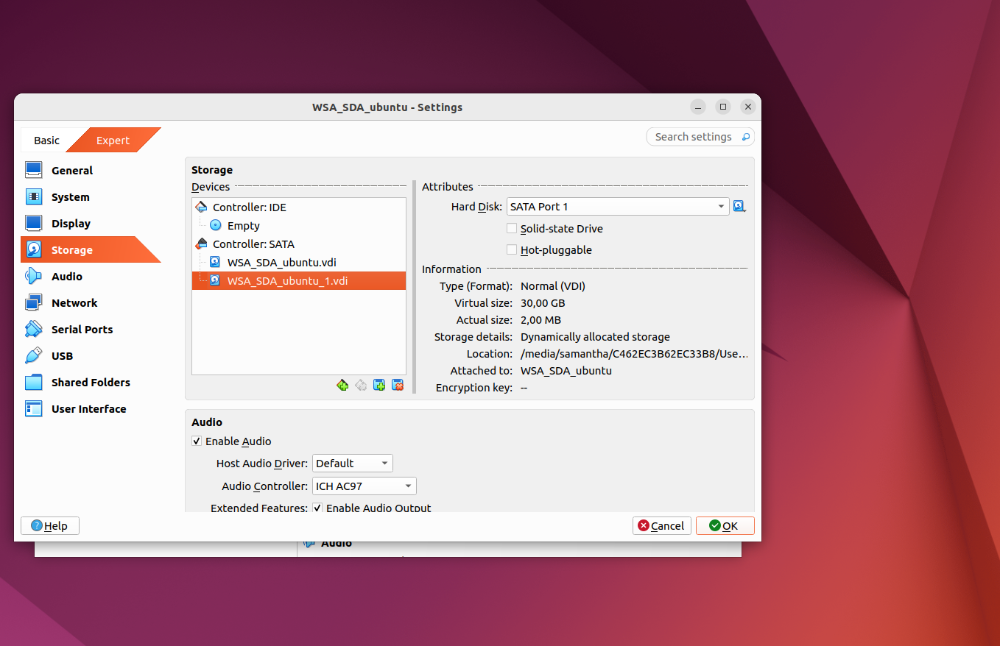 WSA_SDA_ubuntu - Settings
Basic
Expert
Search settings
General
System
Display
Storage
Audio
Network
Serial Ports
USB
Shared Folders
User Interface
Storage
Devices
Controller: IDE
Empty
Controller: SATA
WSA_SDA_ubuntu.vdi
WSA_SDA_ubuntu_1.vdi
Attributes
Hard Disk: SATA Port 1
Solid-state Drive
Hot-pluggable
Information
Type (Format): Normal (VDI)
Virtual size: 30,00 GB
Actual size: 2,00 MB
Storage details: Dynamically allocated storage
Location: /media/samantha/C462EC3B62EC33B8/Use...
Attached to: WSA_SDA_ubuntu
Encryption key: --
Audio
Enable Audio
Host Audio Driver: Default
Audio Controller: ICH AC97
Extended Features: Enable Audio Output
Help
Cancel
OK
Audio